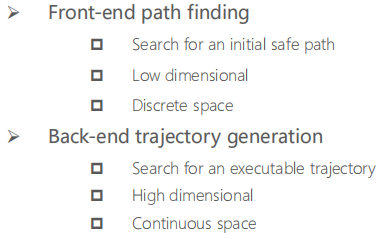 ➢ Front-end path finding
❑ Search for an initial safe path
❑ Low dimensional
❑ Discrete space
➢ Back-end trajectory generation
❑ Search for an executable trajectory
❑ High dimensional
❑ Continuous space